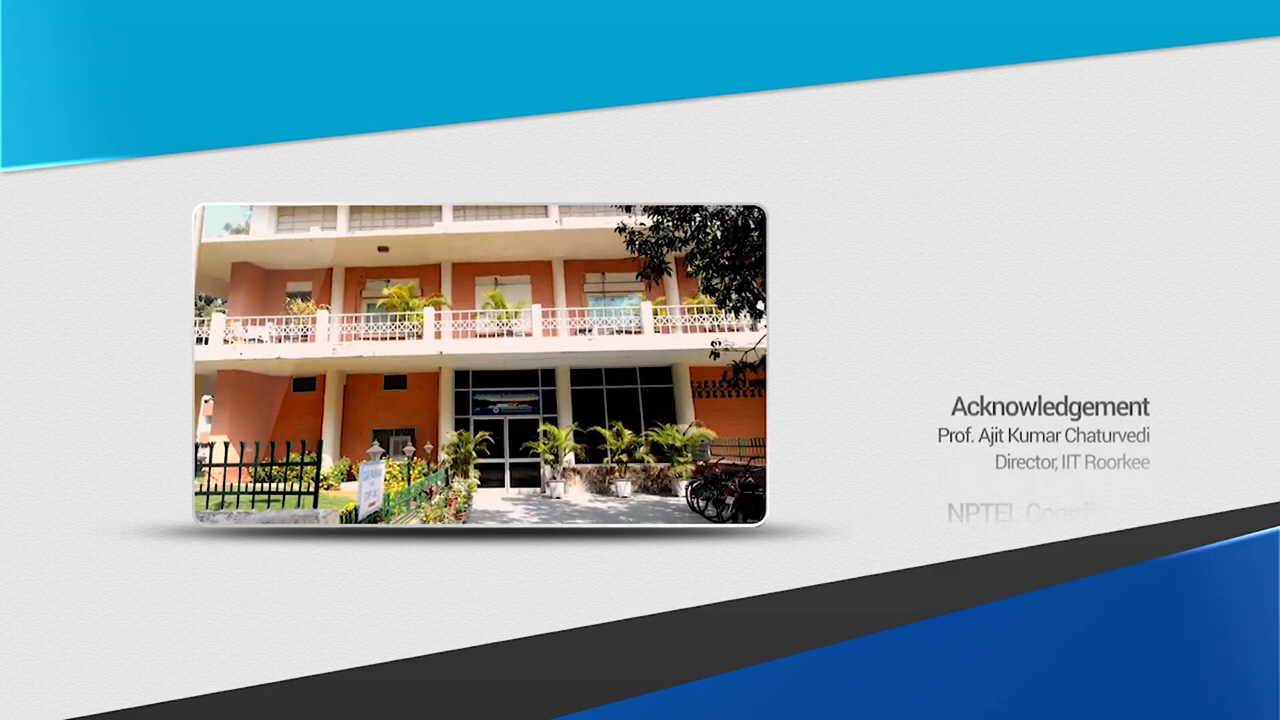 Acknowledgement
Prof. Ajit Kumar Chaturvedi
Director, IIT Roorkee
NPTEL